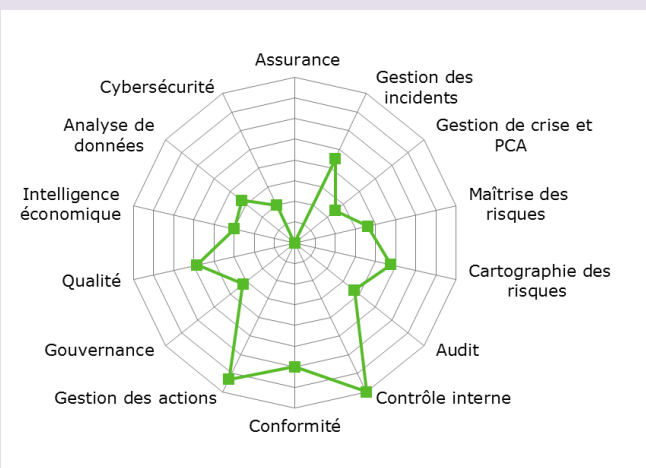 Assurance
Gestion des
incidents
Gestion de crise et
PCA
Maîtrise des
risques
Cartographie des
risques
Audit
Contrôle interne
Conformité
Gestion des actions
Gouvernance
Qualité
Intelligence
économique
Analyse de
données
Cybersécurité